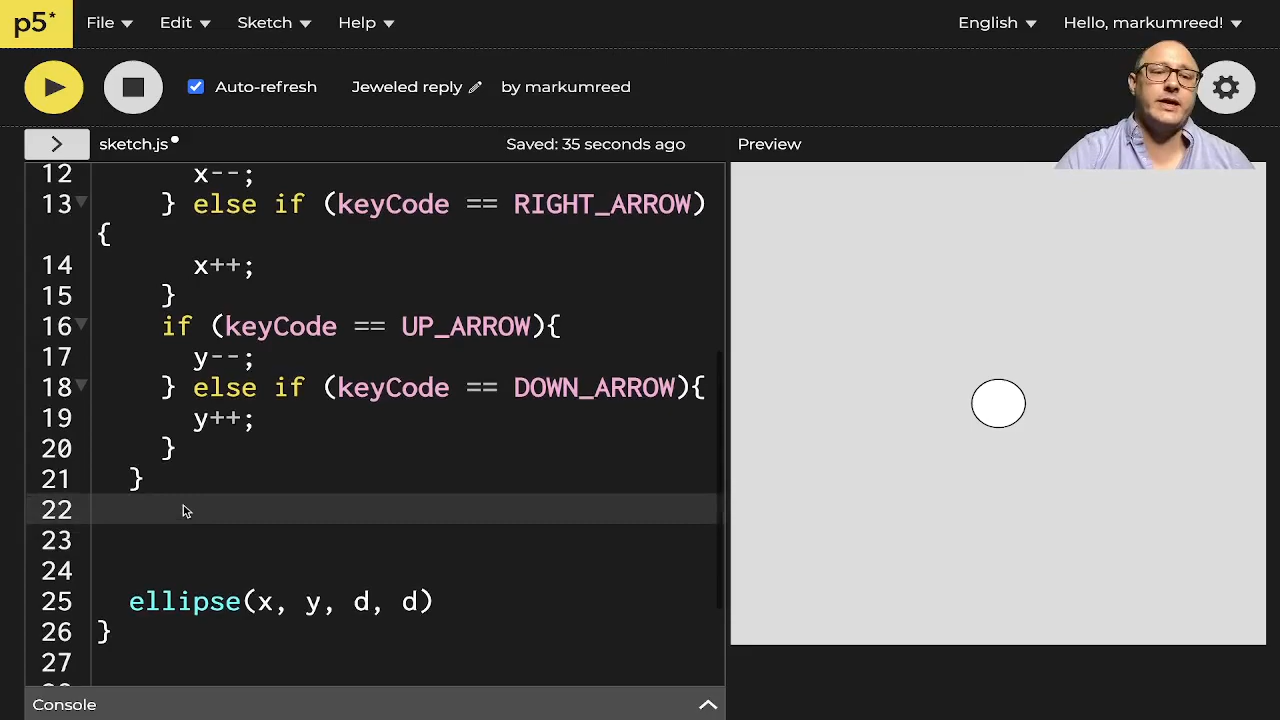 p5* File Edit Sketch Help English Hello, markumreed!
Auto-refresh Jeweled reply by markumreed
sketch.js Saved: 35 seconds ago Preview
12 x--;
13 } else if (keyCode == RIGHT_ARROW)
{
14 x++;
15 }
16 if (keyCode == UP_ARROW){
17 y--;
18 } else if (keyCode == DOWN_ARROW){
19 y++;
20 }
21 }
22
23
24
25 ellipse(x, y, d, d)
26 }
27
Console